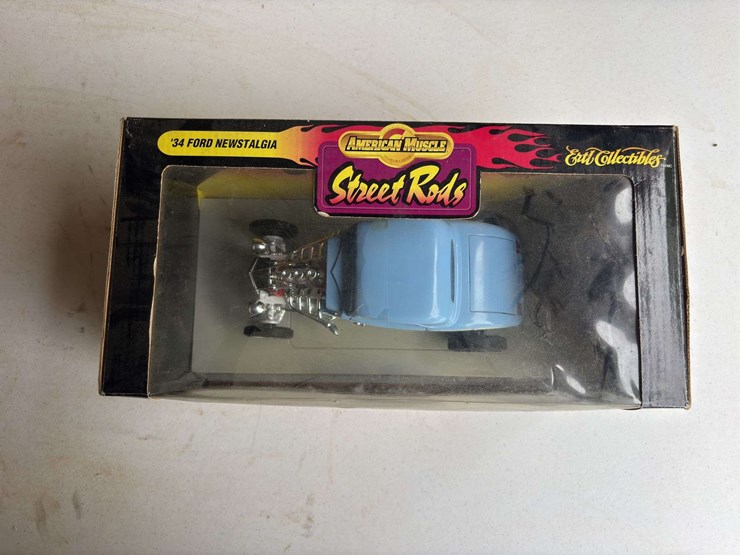 '34 FORD NEWSTALGIA
AMERICAN MUSCLE
Street Rods
Ertl Collectibles